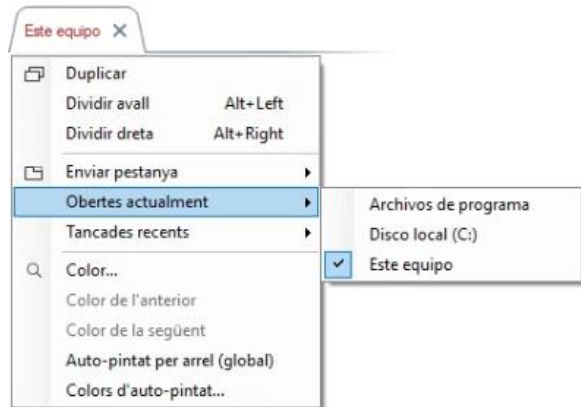 Este equipo
Duplicar
Dividir avall Alt+Left
Dividir dreta Alt+Right
Enviar pestanya
Obertes actualment
Tancades recents
Color...
Color de l'anterior
Color de la següent
Auto-pintat per arrel (global)
Colors d'auto-pintat...
Archivos de programa
Disco local (C:)
Este equipo